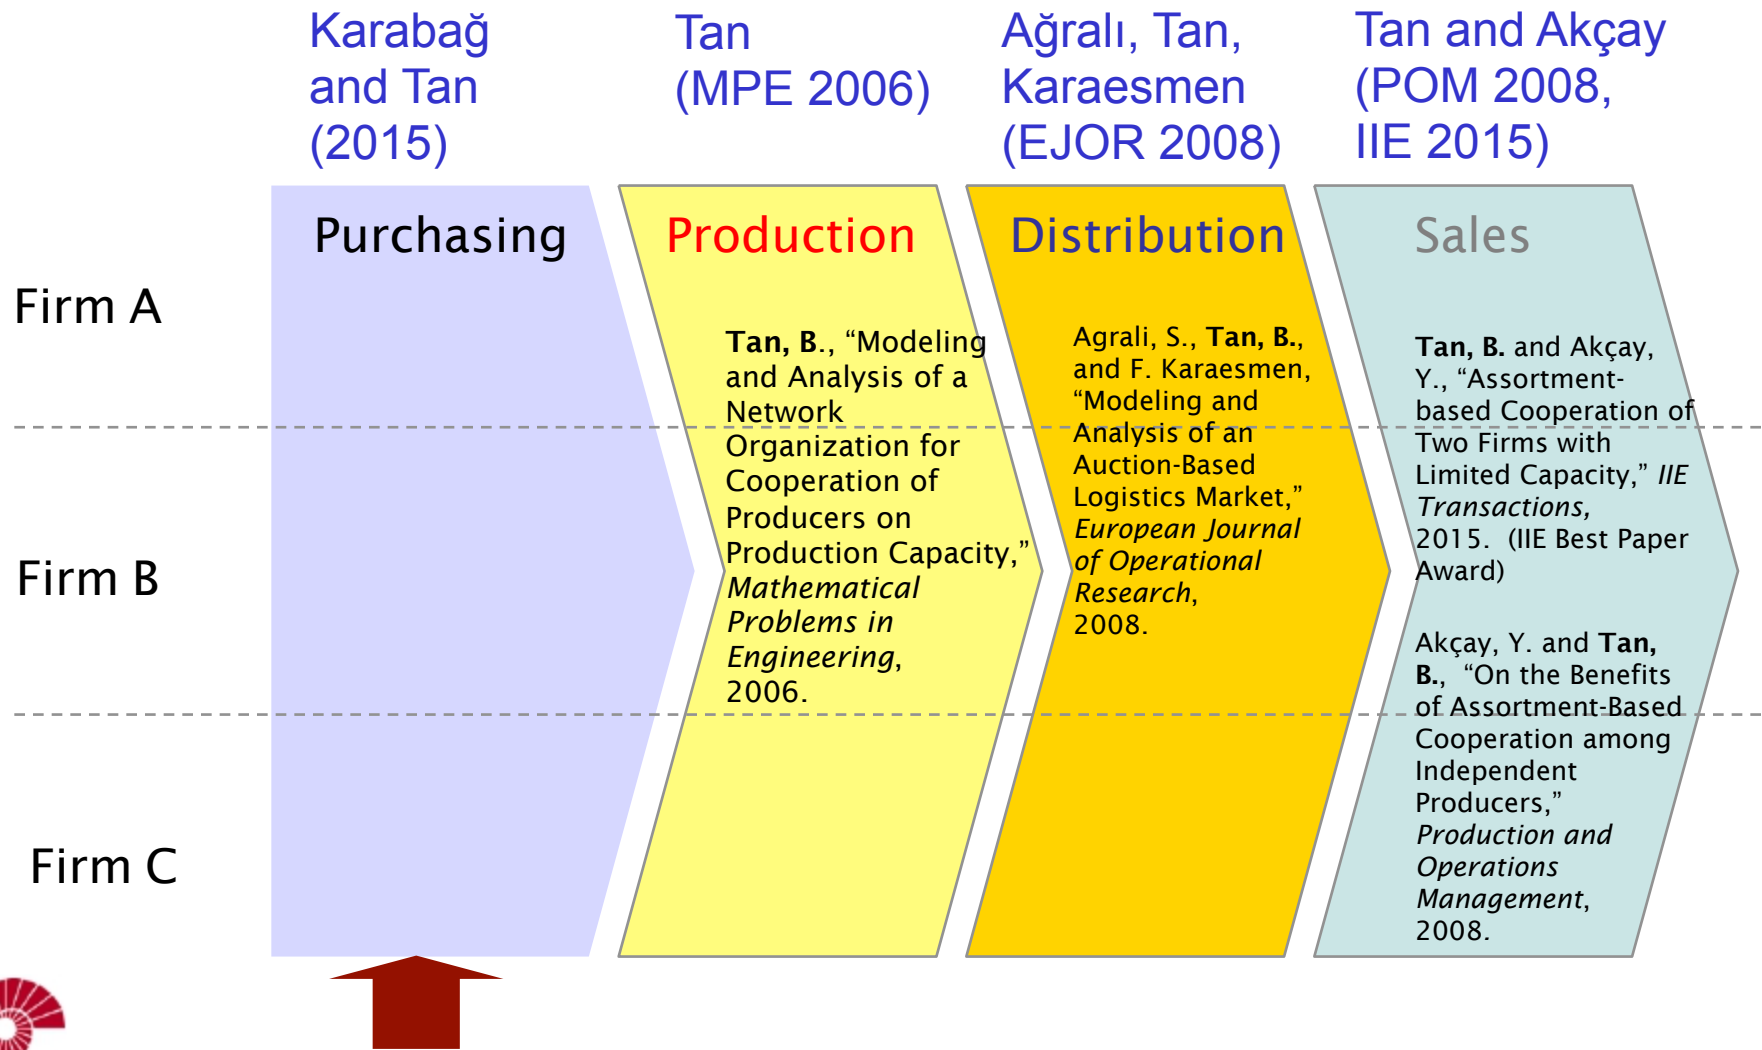 Karabağ
and Tan
(2015)
Tan
(MPE 2006)
Ağralı, Tan,
Karaesmen
(EJOR 2008)
Tan and Akçay
(POM 2008,
IIE 2015)
Purchasing
Production
Distribution
Sales
Firm A
Firm B
Firm C
Tan, B., “Modeling
and Analysis of a
Network
Organization for
Cooperation of
Producers on
Production Capacity,”
Mathematical
Problems in
Engineering,
2006.
Agrali, S., Tan, B.,
and F. Karaesmen,
“Modeling and
Analysis of an
Auction-Based
Logistics Market,”
European Journal
of Operational
Research,
2008.
Tan, B. and Akçay,
Y., “Assortment-
based Cooperation of
Two Firms with
Limited Capacity,” IIE
Transactions,
2015.  (IIE Best Paper
Award)
Akçay, Y. and Tan,
B.,  “On the Benefits
of Assortment-Based
Cooperation among
Independent
Producers,”
Production and
Operations
Management,
2008.